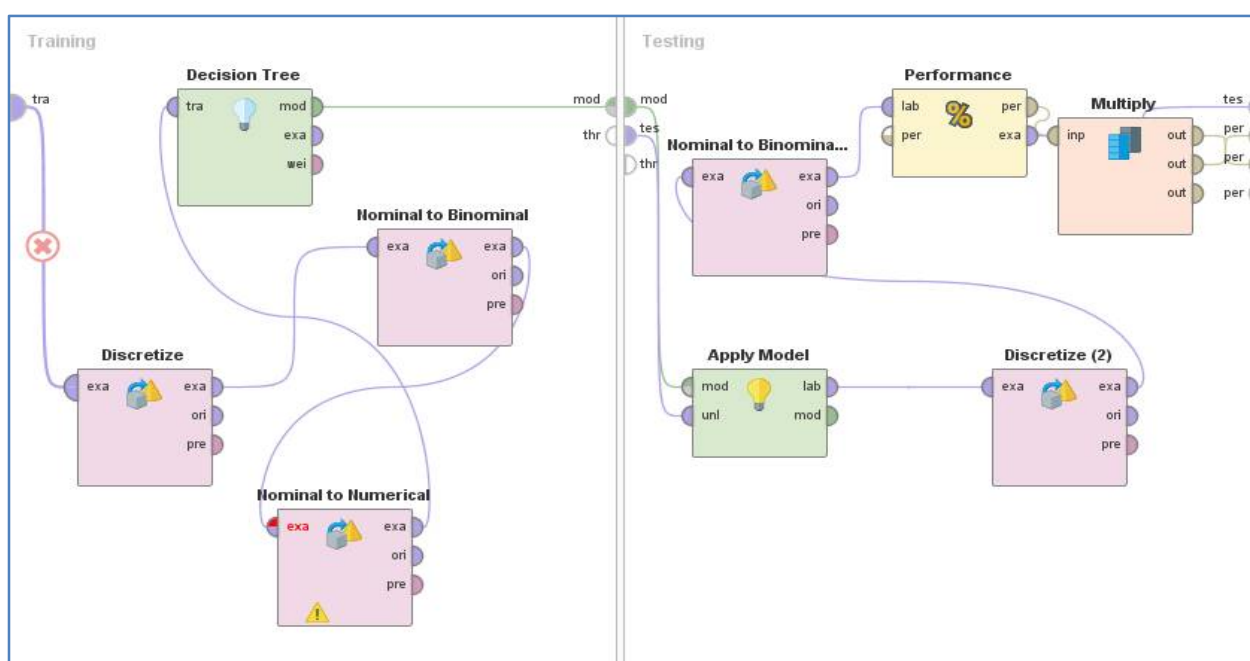 Training
tra
Decision Tree
tra
mod
exa
wei
mod
thr
Nominal to Binominal
exa
exa
ori
pre
Discretize
exa
exa
ori
pre
Nominal to Numerical
exa
exa
ori
pre
Testing
mod
tes
thr
Nominal to Binomina...
exa
exa
ori
pre
Performance
%
lab
per
per
exa
Multiply
inp
out
out
out
tes
per
per
per
Apply Model
mod
unl
lab
mod
Discretize (2)
exa
exa
ori
pre